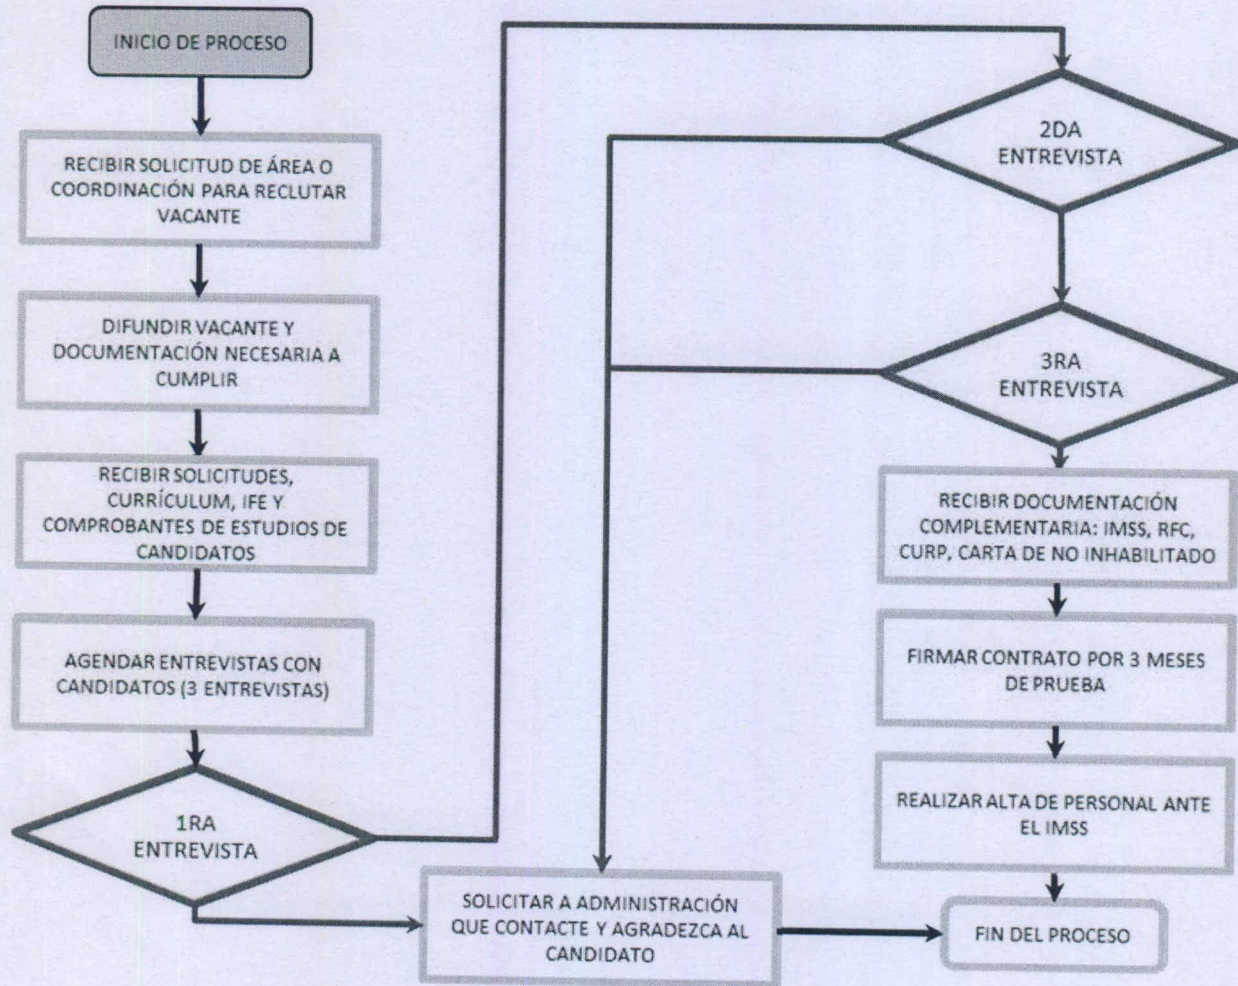 INICIO DE PROCESO
RECIBIR SOLICITUD DE ÁREA O
COORDINACIÓN PARA RECLUTAR
VACANTE
DIFUNDIR VACANTE Y
DOCUMENTACIÓN NECESARIA A
CUMPLIR
RECIBIR SOLICITUDES,
CURRÍCULUM, IFE Y
COMPROBANTES DE ESTUDIOS DE
CANDIDATOS
AGENDAR ENTREVISTAS CON
CANDIDATOS (3 ENTREVISTAS)
1RA
ENTREVISTA
2DA
ENTREVISTA
3RA
ENTREVISTA
RECIBIR DOCUMENTACIÓN
COMPLEMENTARIA: IMSS, RFC,
CURP, CARTA DE NO INHABILITADO
FIRMAR CONTRATO POR 3 MESES
DE PRUEBA
REALIZAR ALTA DE PERSONAL ANTE
EL IMSS
SOLICITAR A ADMINISTRACIÓN
QUE CONTACTE Y AGRADEZCA AL
CANDIDATO
FIN DEL PROCESO